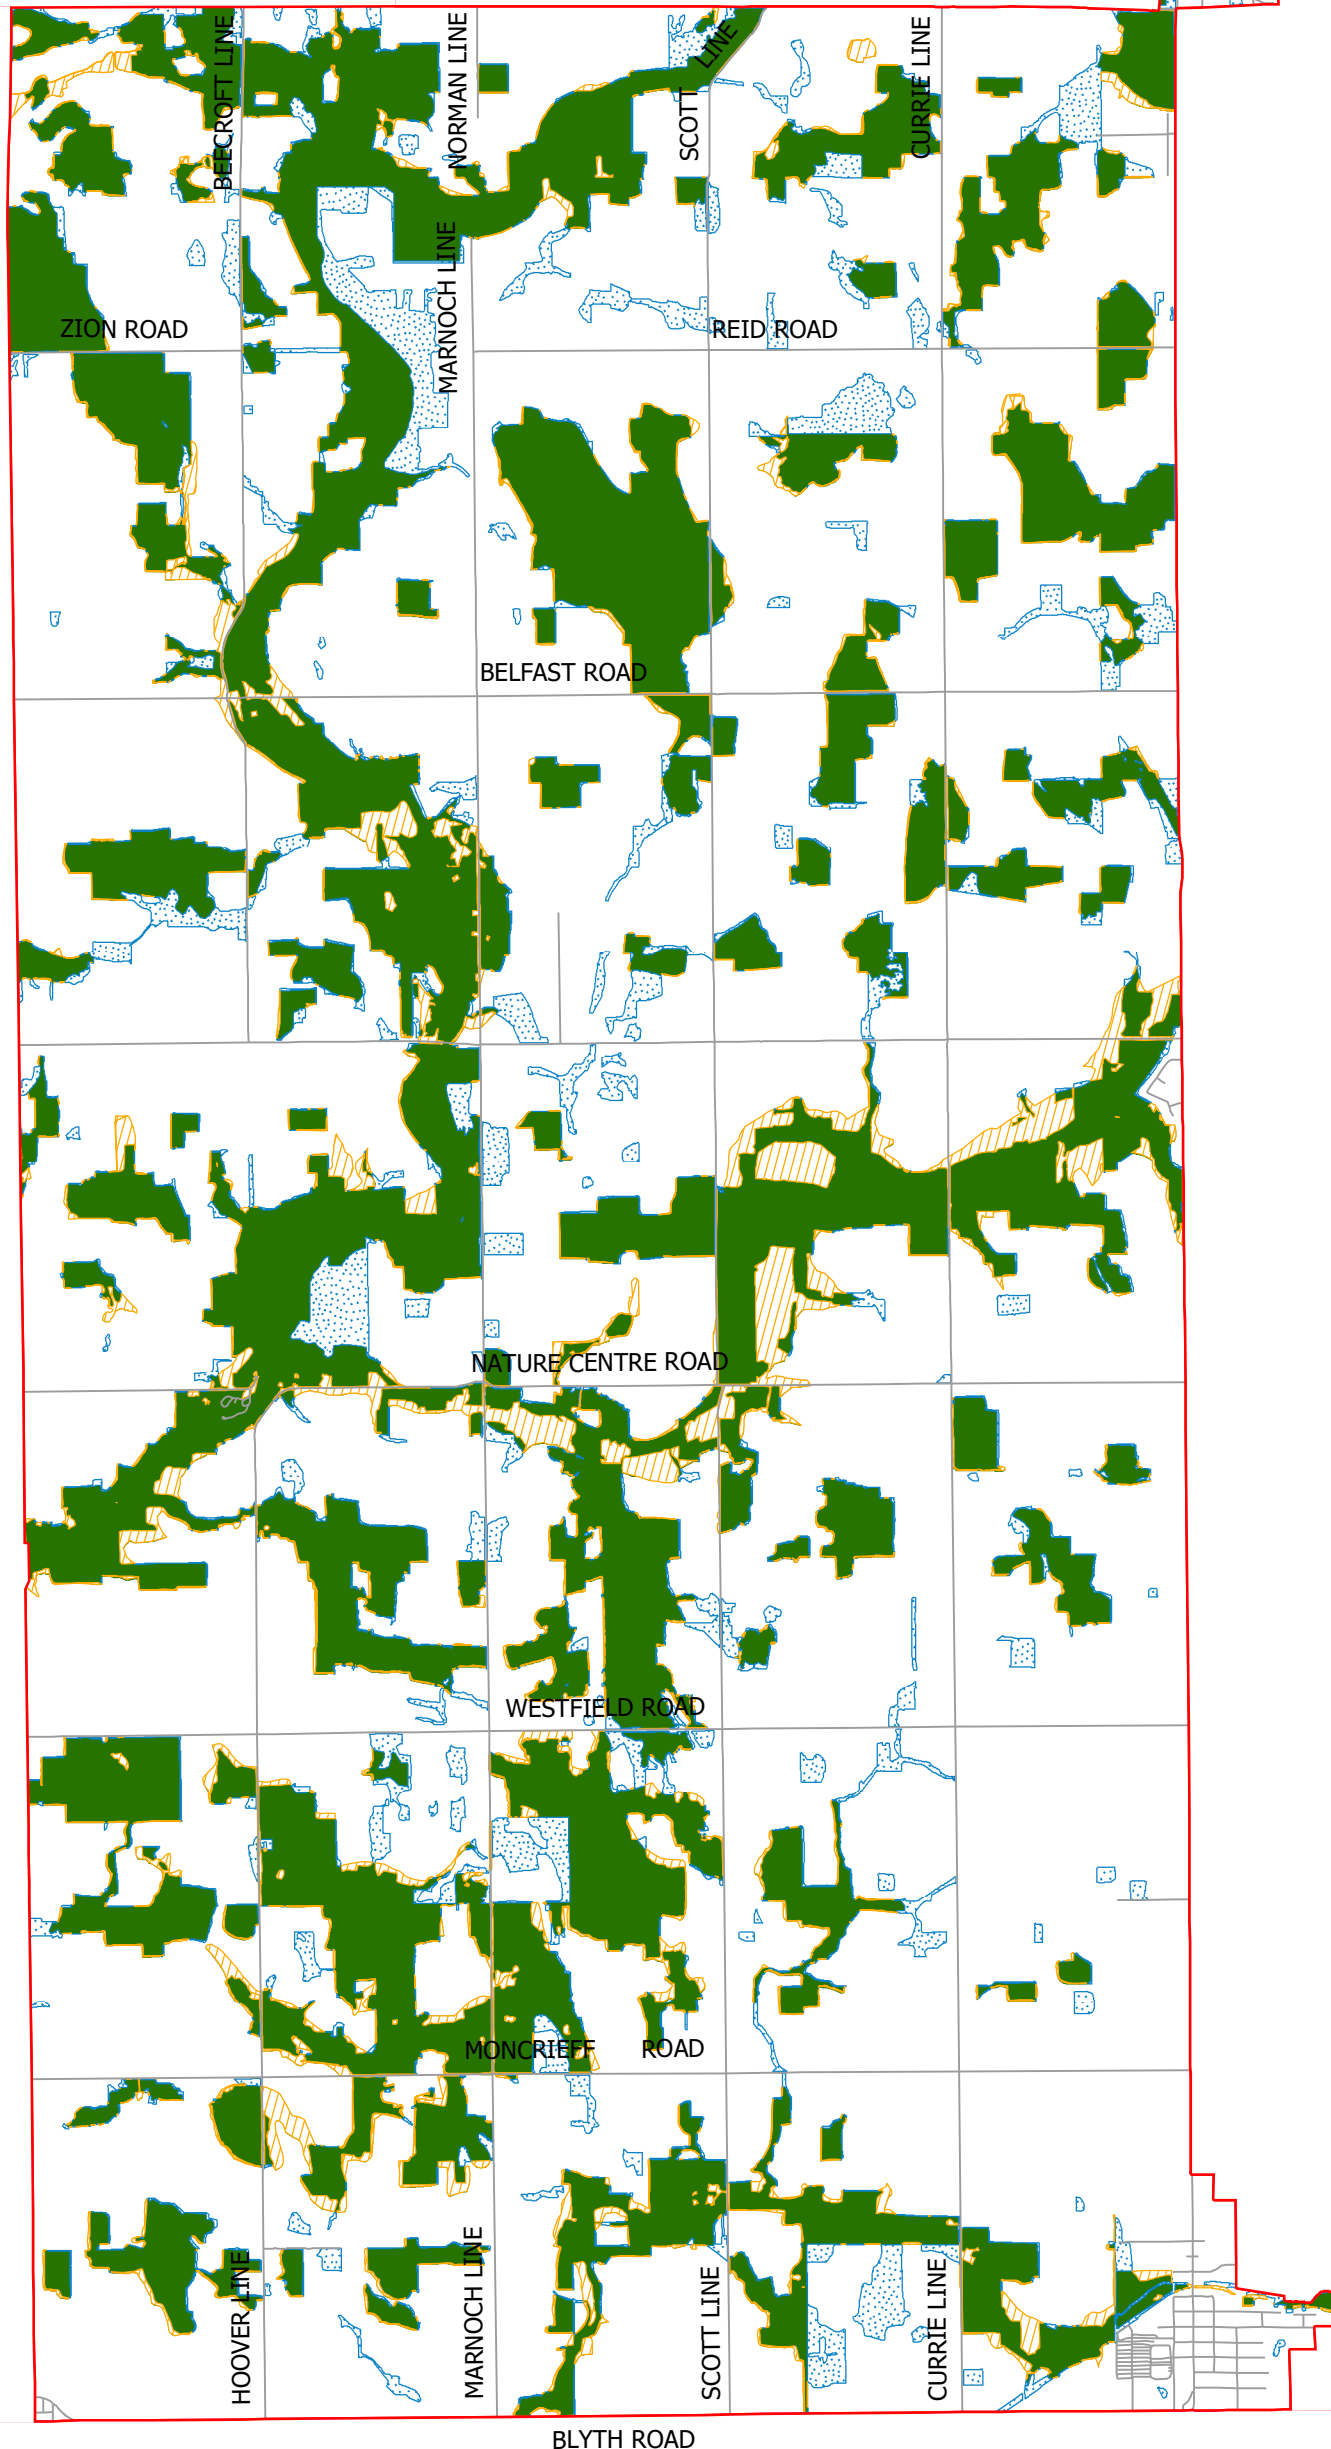 BEECROFT LINE
NORMAN LINE
SCOTT
LINE
CURRIE LINE
MARNOCH LINE
ZION ROAD
REID ROAD
BELFAST ROAD
NATURE CENTRE ROAD
WESTFIELD ROAD
MONCRIEFF ROAD
HOOVER LINE
MARNOCH LINE
SCOTT LINE
CURRIE LINE
BLYTH ROAD